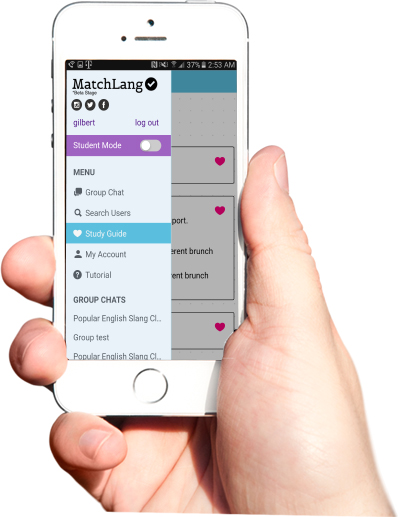 37% 2:53 AM
MatchLang
*Beta Stage
gilbert log out
Student Mode
MENU
Group Chat
Search Users
Study Guide
My Account
Tutorial
GROUP CHATS
Popular English Slang Cl...
Group test
Popular English Slang Cl...
port.
erent brunch
erent brunch